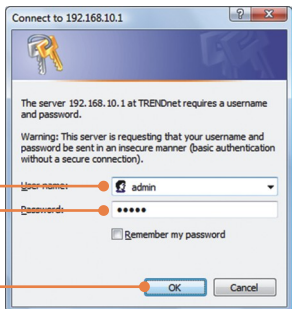 Connect to 192.168.10.1
The server 192.168.10.1 at TRENDnet requires a username
and password.
Warning: This server is requesting that your username and
password be sent in an insecure manner (basic authentication
without a secure connection).
User name:
admin
Password:
•••••
Remember my password
OK Cancel